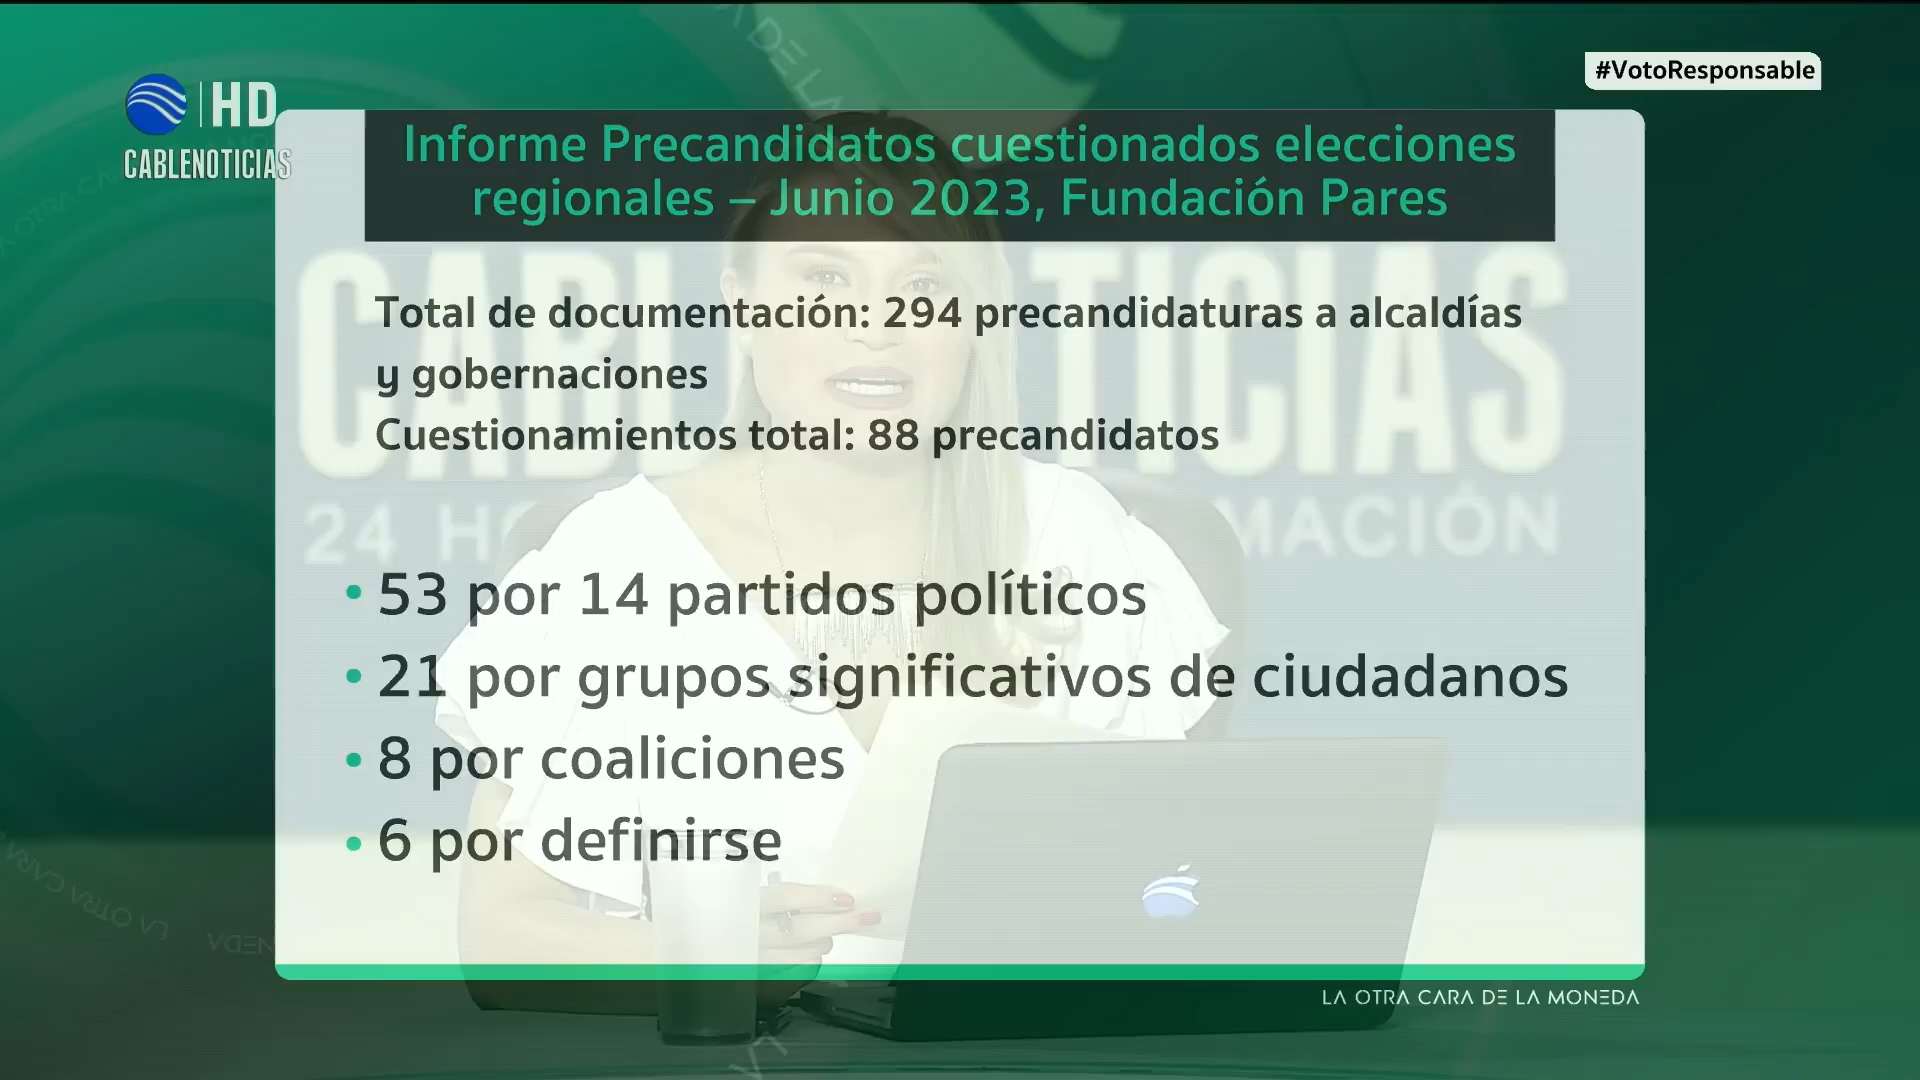 HD
CABLENOTICIAS
#VotoResponsable
Informe Precandidatos cuestionados elecciones
regionales – Junio 2023, Fundación Pares
Total de documentación: 294 precandidaturas a alcaldías
y gobernaciones
Cuestionamientos total: 88 precandidatos
24
• 53 por 14 partidos políticos
• 21 por grupos significativos de ciudadanos
• 8 por coaliciones
• 6 por definirse
LA OTRA CARA DE LA MONEDA